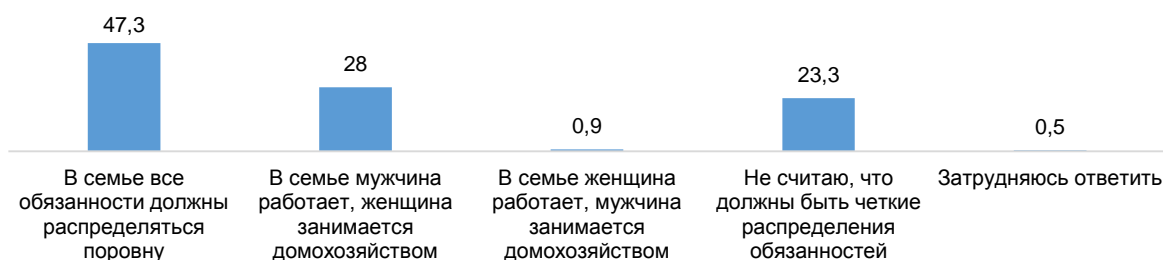 47,3
28
0,9
23,3
0,5
В семье все
обязанности должны
распределяться
поровну
В семье мужчина
работает, женщина
занимается
домохозяйством
В семье женщина
работает, мужчина
занимается
домохозяйством
Не считаю, что
должны быть четкие
распределения
обязанностей
Затрудняюсь ответить